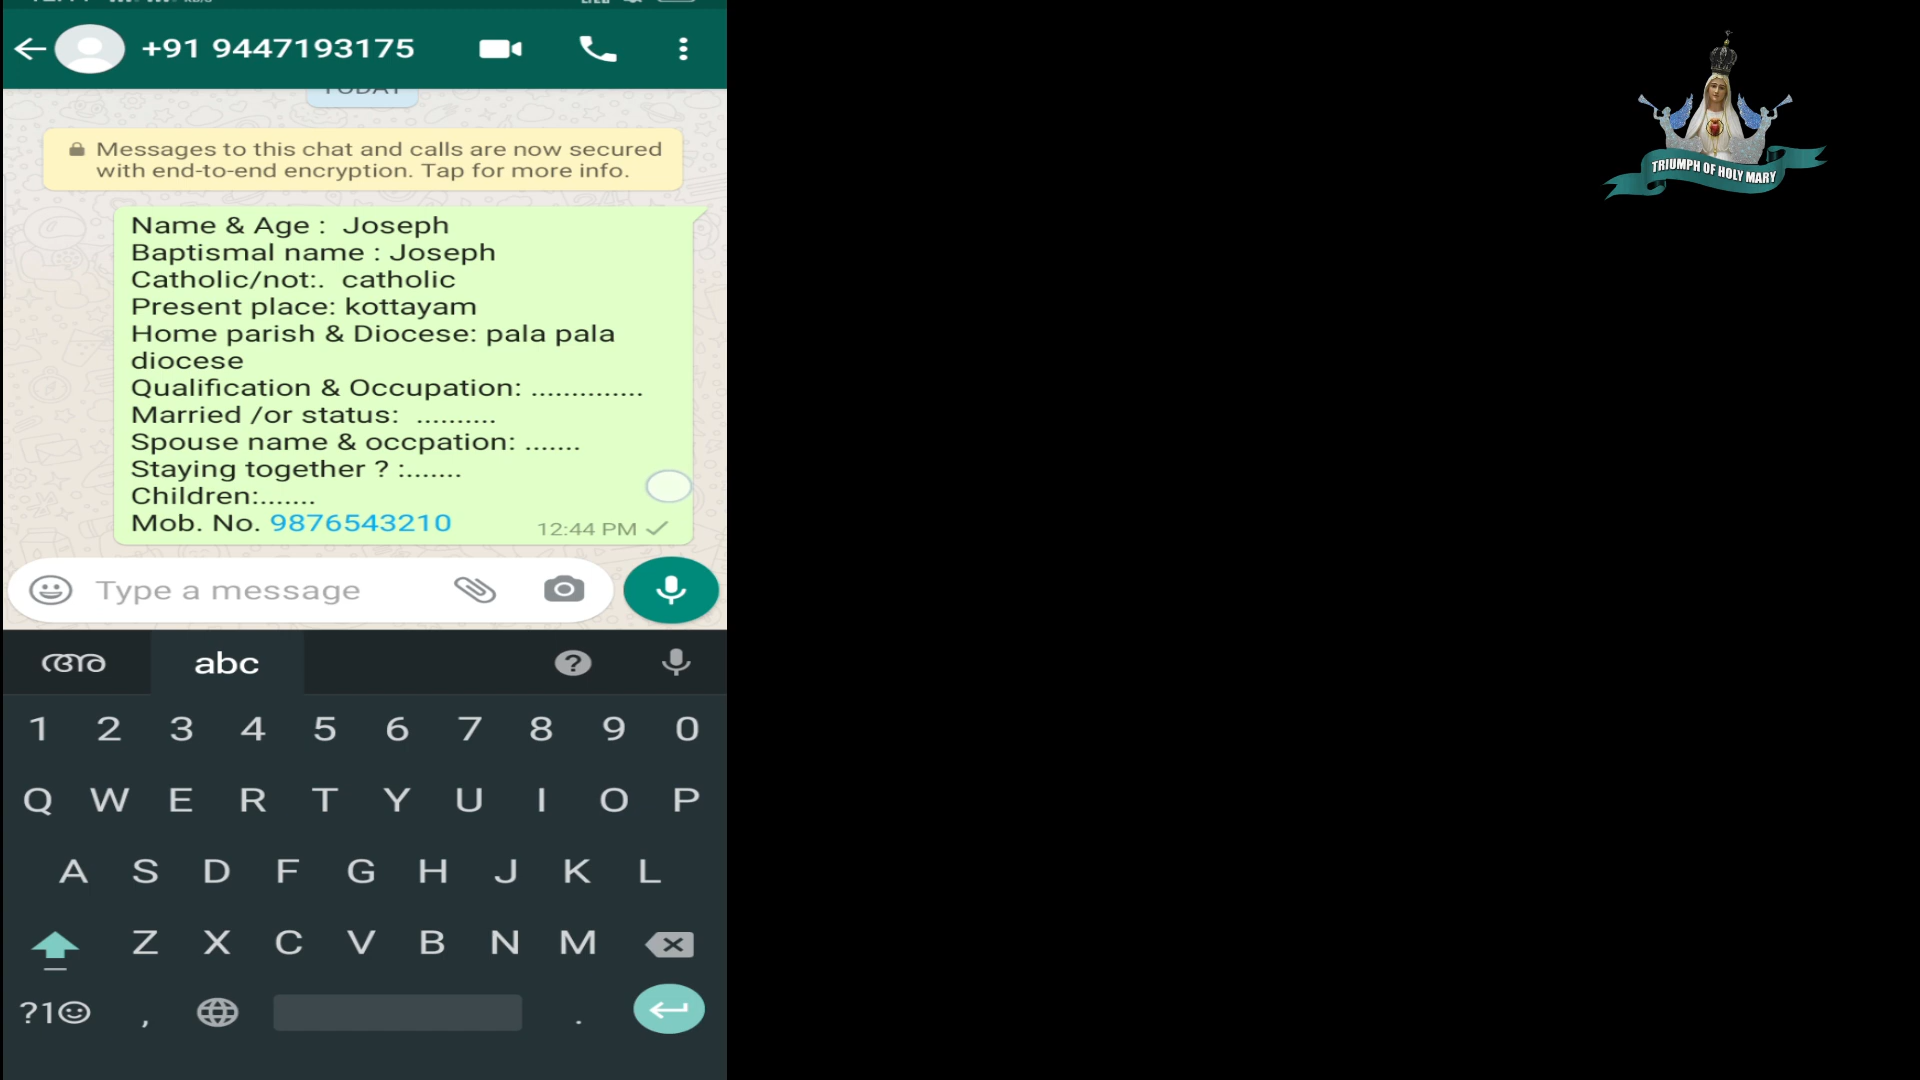 +91 9447193175
TODAY
Messages to this chat and calls are now secured
with end-to-end encryption. Tap for more info.
Name & Age :  Joseph
Baptismal name : Joseph
Catholic/not:.  catholic
Present place: kottayam
Home parish & Diocese: pala pala
diocese
Qualification & Occupation: ..............
Married /or status:  ..........
Spouse name & occpation: .......
Staying together ? :.......
Children:.......
Mob. No. 9876543210
12:44 PM
Type a message
അ abc ?
1 2 3 4 5 6 7 8 9 0
Q W E R T Y U I O P
A S D F G H J K L
Z X C V B N M
?1☺ , .
TRIUMPH OF HOLY MARY